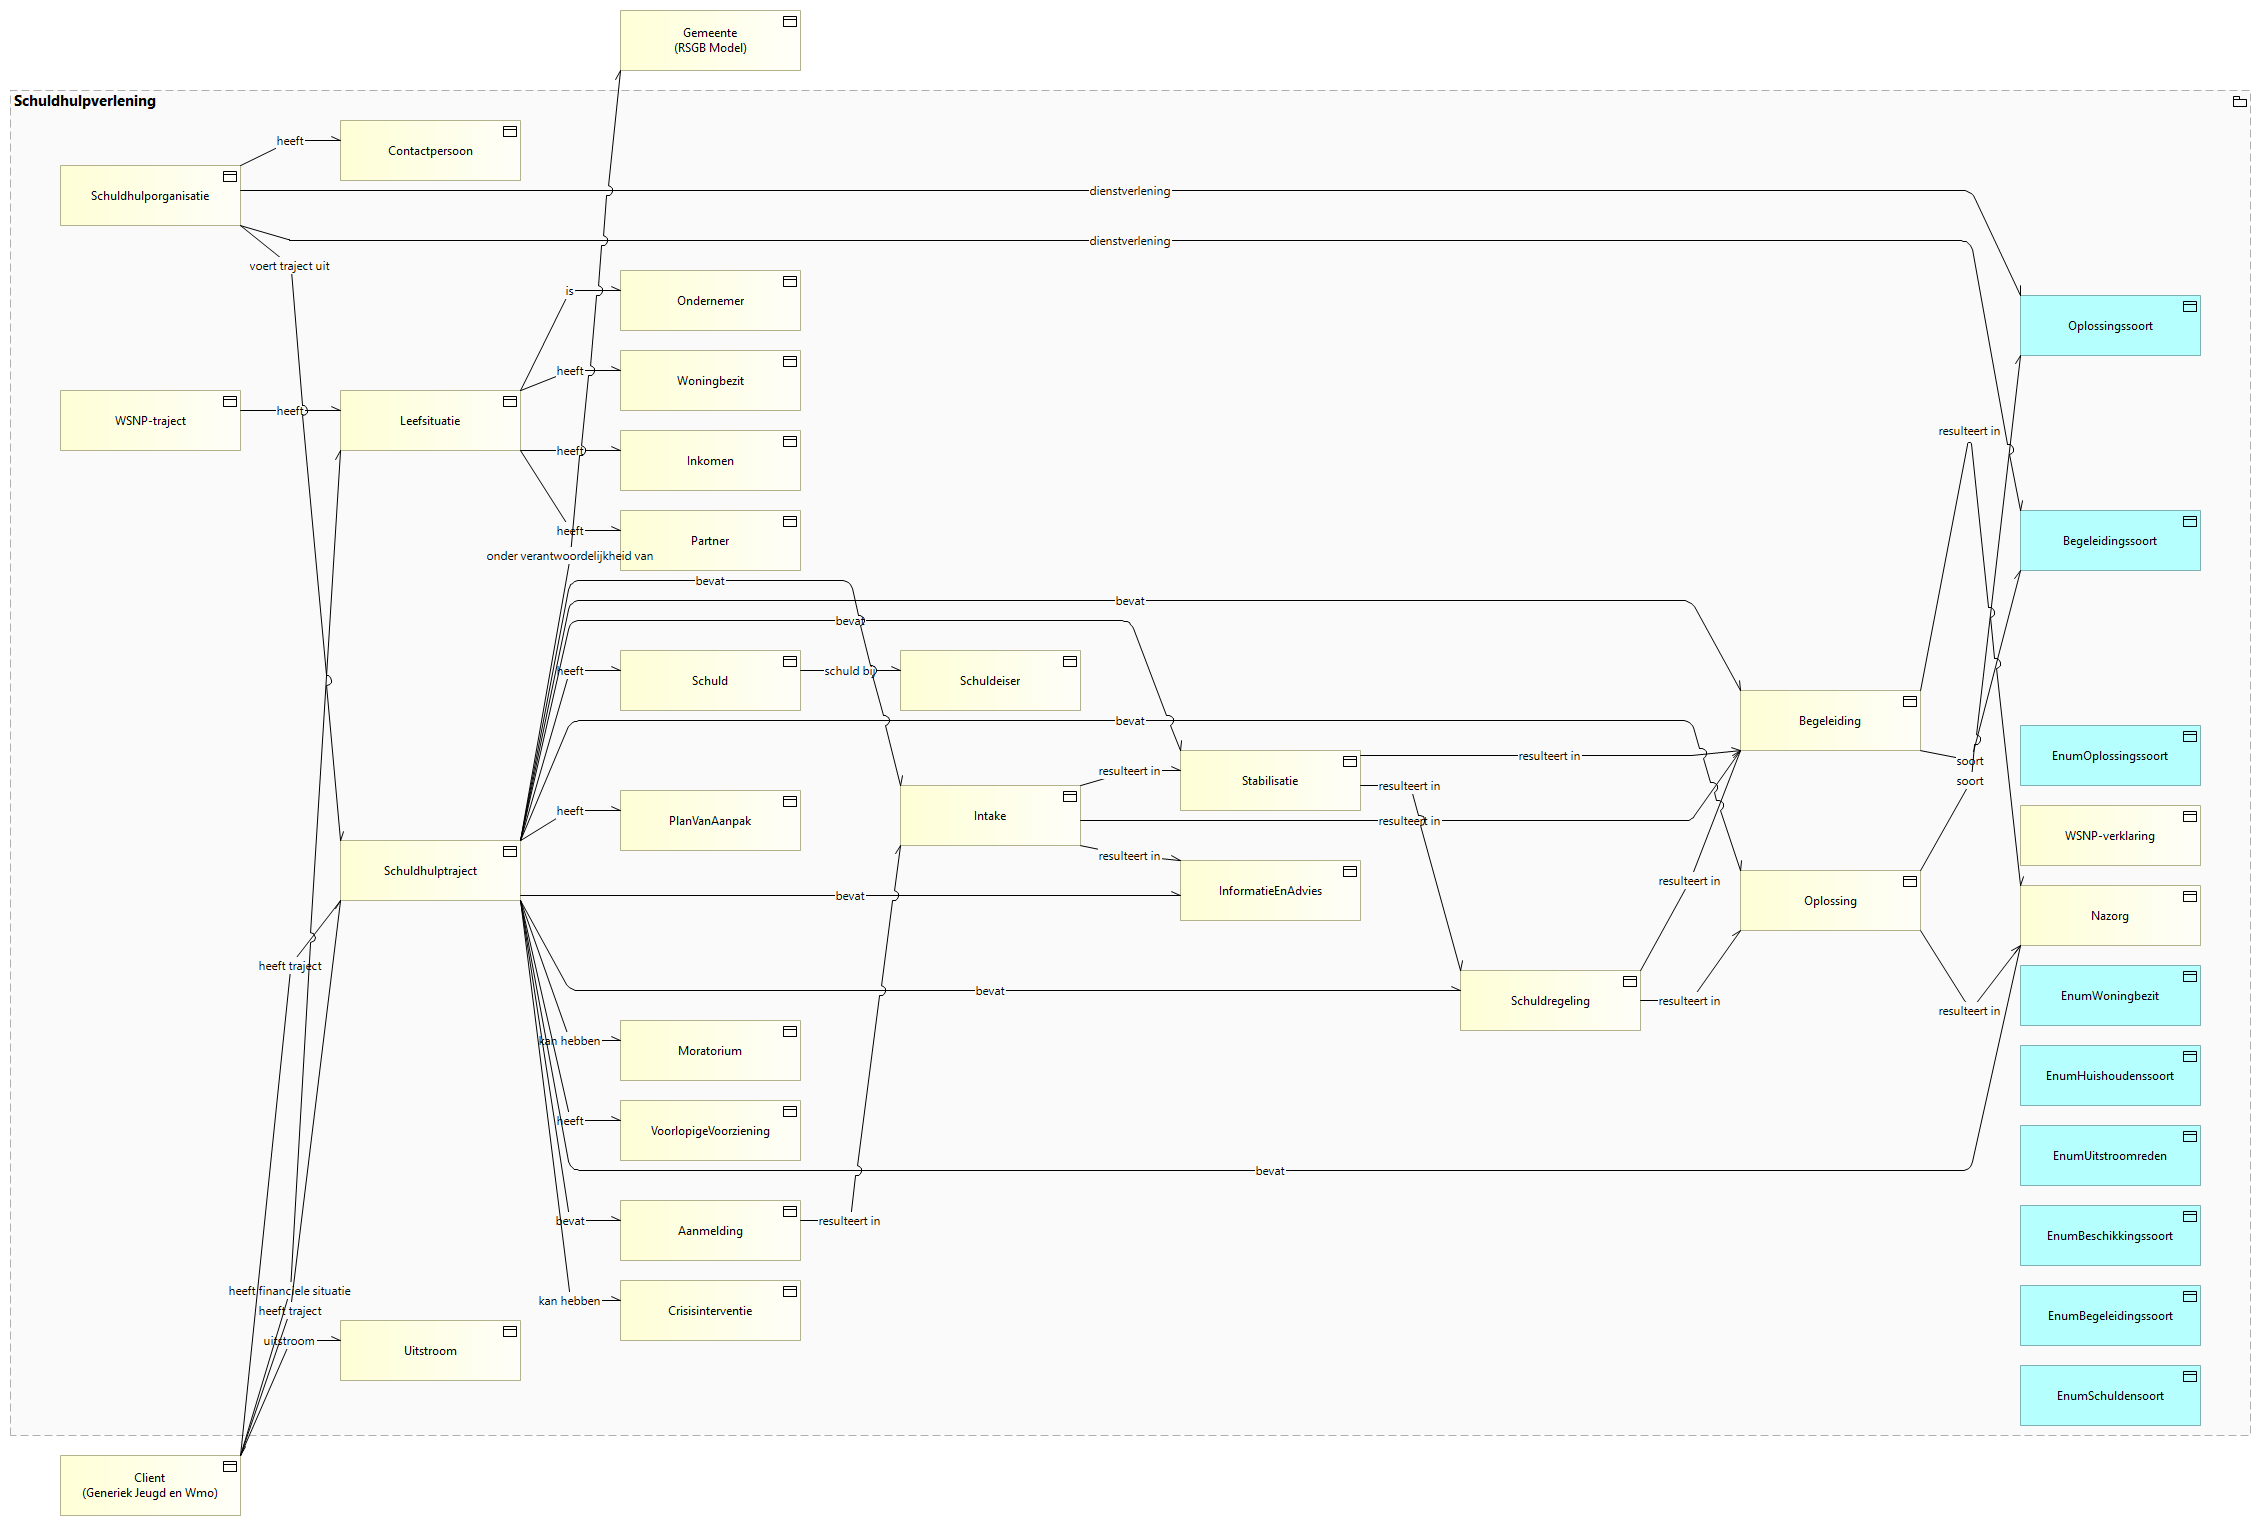 Gemeente
(RSGB Model)
Schuldhulpverlening
heeft
Contactpersoon
Schuldhulporganisatie
dienstverlening
dienstverlening
voert traject uit
is
Ondernemer
Oplossingssoort
heeft
Woningbezit
WSNP-traject
heeft
Leefsituatie
resulteert in
heeft
Inkomen
heeft
Partner
Begeleidingssoort
onder verantwoordelijkheid van
bevat
bevat
bevat
heeft
Schuld
schuld bij
Schuldeiser
bevat
Begeleiding
resulteert in
EnumOplossingssoort
soort
resulteert in
Stabilisatie
soort
resulteert in
heeft
PlanVanAanpak
Intake
resulteert in
WSNP-verklaring
resulteert in
Schuldhulptraject
InformatieEnAdvies
resulteert in
bevat
Oplossing
Nazorg
heeft traject
bevat
EnumWoningbezit
Schuldregeling
resulteert in
resulteert in
kan hebben
Moratorium
EnumHuishoudenssoort
heeft
VoorlopigeVoorziening
EnumUitstroomreden
bevat
bevat
Aanmelding
resulteert in
EnumBeschikkingssoort
heeft financiele situatie
kan hebben
Crisisinterventie
heeft traject
EnumBegeleidingssoort
uitstroom
Uitstroom
EnumSchuldensoort
Client
(Generiek Jeugd en Wmo)